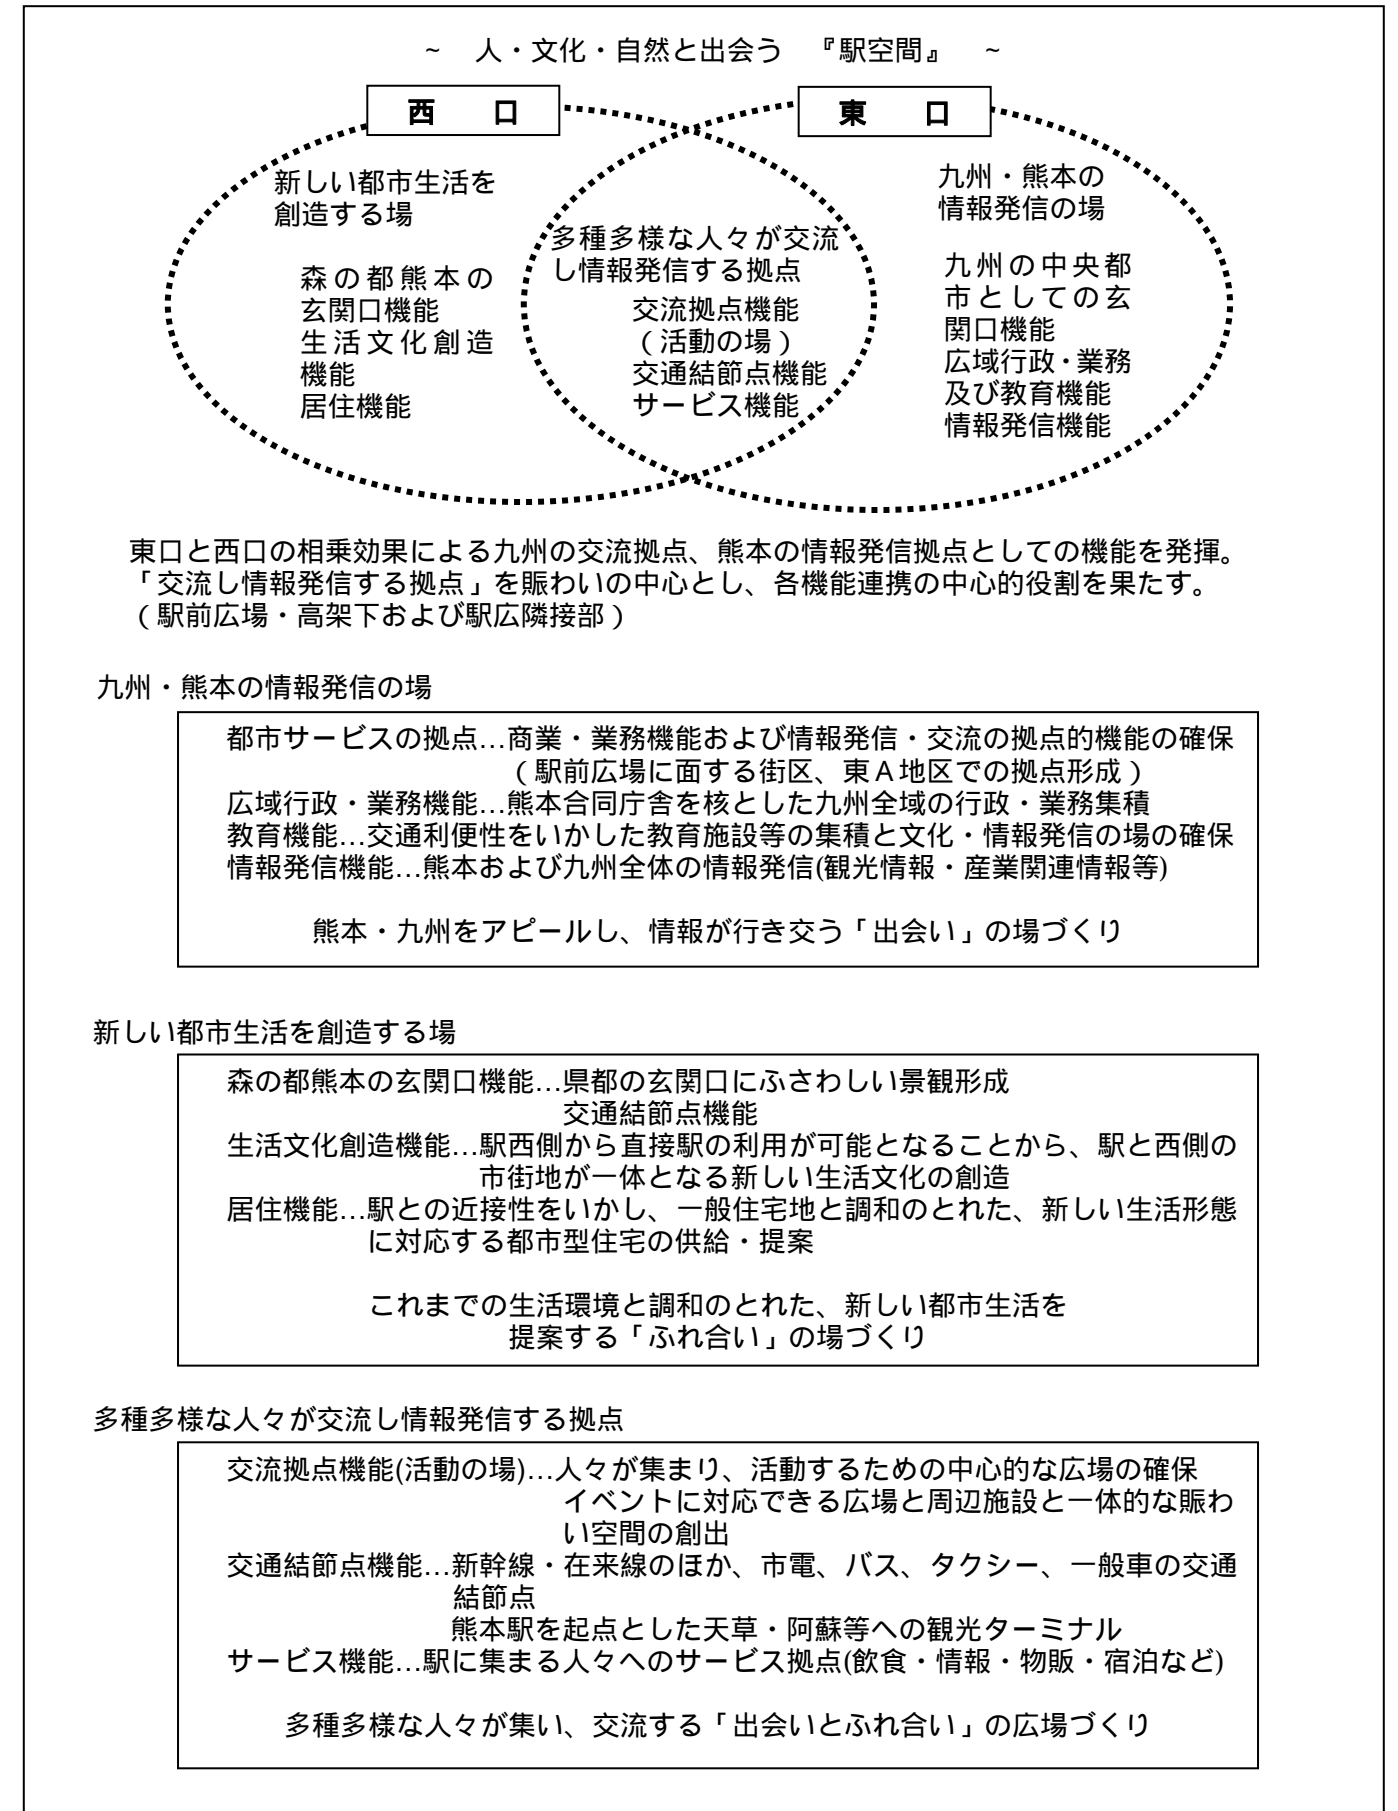 ~　人・文化・自然と出会う　『駅空間』　~
西　口
東　口
新しい都市生活を
創造する場
森の都熊本の
玄関口機能
生活文化創造
機能
居住機能
多種多様な人々が交流
し情報発信する拠点
交流拠点機能
（活動の場）
交通結節点機能
サービス機能
九州・熊本の
情報発信の場
九州の中央都
市としての玄
関口機能
広域行政・業務
及び教育機能
情報発信機能
東口と西口の相乗効果による九州の交流拠点、熊本の情報発信拠点としての機能を発揮。
「交流し情報発信する拠点」を賑わいの中心とし、各機能連携の中心的役割を果たす。
（駅前広場・高架下および駅広隣接部）
九州・熊本の情報発信の場
都市サービスの拠点…商業・業務機能および情報発信・交流の拠点的機能の確保
（駅前広場に面する街区、東Ａ地区での拠点形成）
広域行政・業務機能…熊本合同庁舎を核とした九州全域の行政・業務集積
教育機能…交通利便性をいかした教育施設等の集積と文化・情報発信の場の確保
情報発信機能…熊本および九州全体の情報発信(観光情報・産業関連情報等)
熊本・九州をアピールし、情報が行き交う「出会い」の場づくり
新しい都市生活を創造する場
森の都熊本の玄関口機能…県都の玄関口にふさわしい景観形成
交通結節点機能
生活文化創造機能…駅西側から直接駅の利用が可能となることから、駅と西側の
市街地が一体となる新しい生活文化の創造
居住機能…駅との近接性をいかし、一般住宅地と調和のとれた、新しい生活形態
に対応する都市型住宅の供給・提案
これまでの生活環境と調和のとれた、新しい都市生活を
提案する「ふれ合い」の場づくり
多種多様な人々が交流し情報発信する拠点
交流拠点機能(活動の場)…人々が集まり、活動するための中心的な広場の確保
イベントに対応できる広場と周辺施設と一体的な賑わ
い空間の創出
交通結節点機能…新幹線・在来線のほか、市電、バス、タクシー、一般車の交通
結節点
熊本駅を起点とした天草・阿蘇等への観光ターミナル
サービス機能…駅に集まる人々へのサービス拠点(飲食・情報・物販・宿泊など)
多種多様な人々が集い、交流する「出会いとふれ合い」の広場づくり